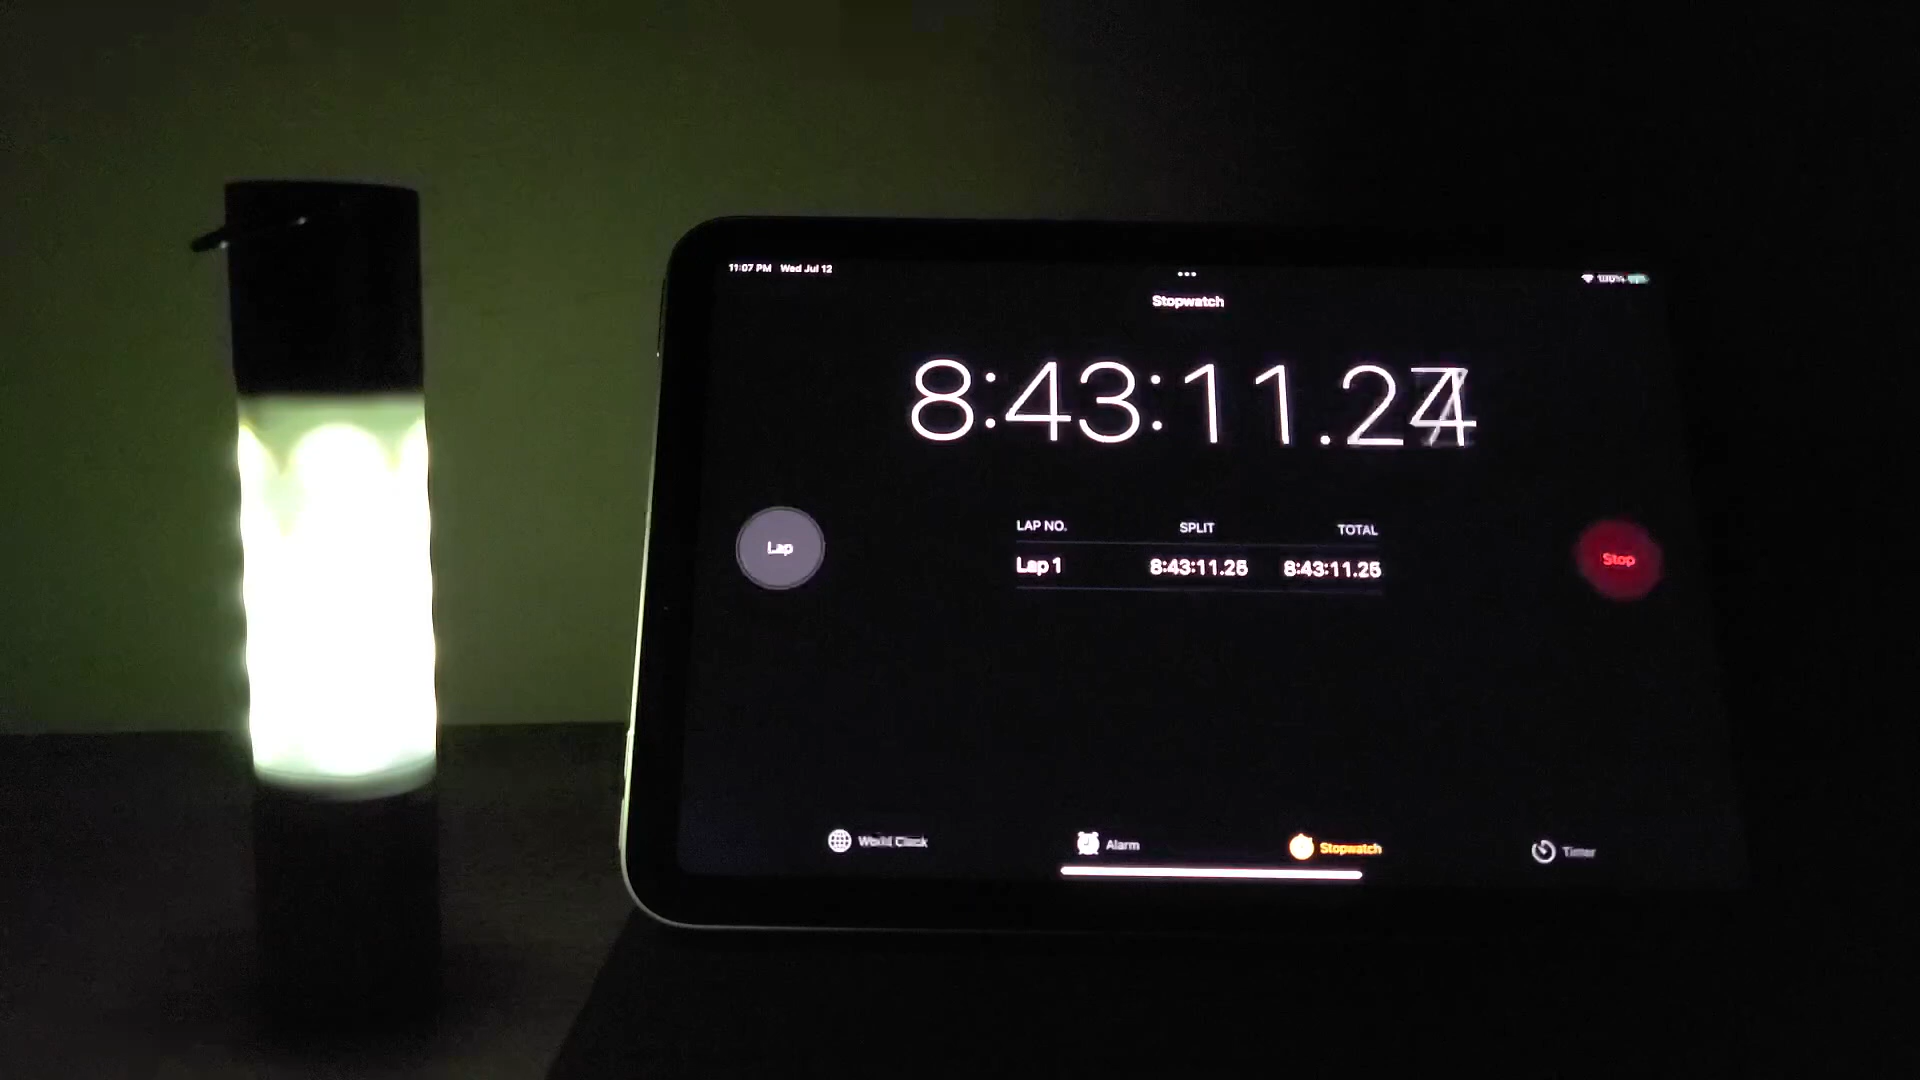 11:07 PM Wed Jul 12
100%
Stopwatch
8:43:11.24
Lap
LAP NO. SPLIT TOTAL
Lap 1 8:43:11.25 8:43:11.25
Stop
World Clock Alarm Stopwatch Timer